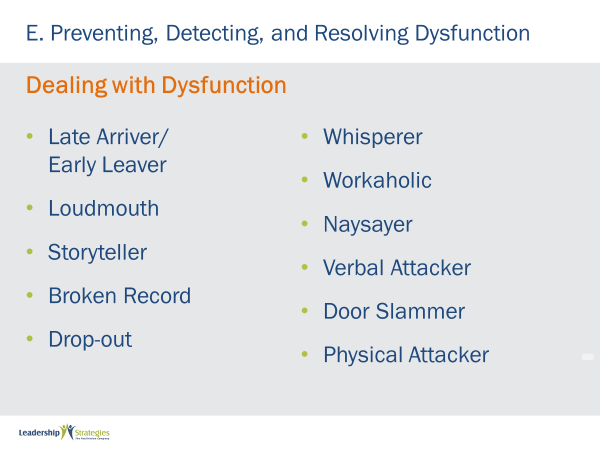 E. Preventing, Detecting, and Resolving Dysfunction
Dealing with Dysfunction
• Late Arriver/
Early Leaver
• Loudmouth
• Storyteller
• Broken Record
• Drop-out
• Whisperer
• Workaholic
• Naysayer
• Verbal Attacker
• Door Slammer
• Physical Attacker
Leadership Strategies
The Facilitation Company